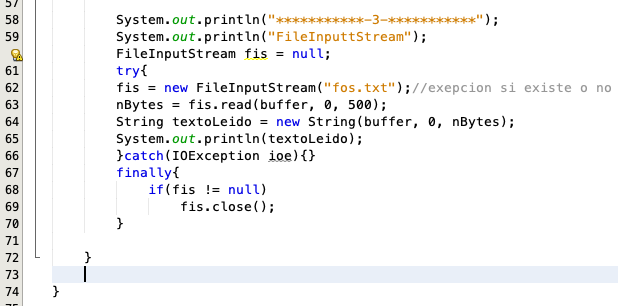 57
58 System.out.println("***********-3-***********");
59 System.out.println("FileInputtStream");
FileInputStream fis = null;
61 try{
62 fis = new FileInputStream("fos.txt");//exepcion si existe o no
63 nBytes = fis.read(buffer, 0, 500);
64 String textoLeido = new String(buffer, 0, nBytes);
65 System.out.println(textoLeido);
66 }catch(IOException ioe){}
67 finally{
68 if(fis != null)
69 fis.close();
70 }
71
72 }
73
74 }